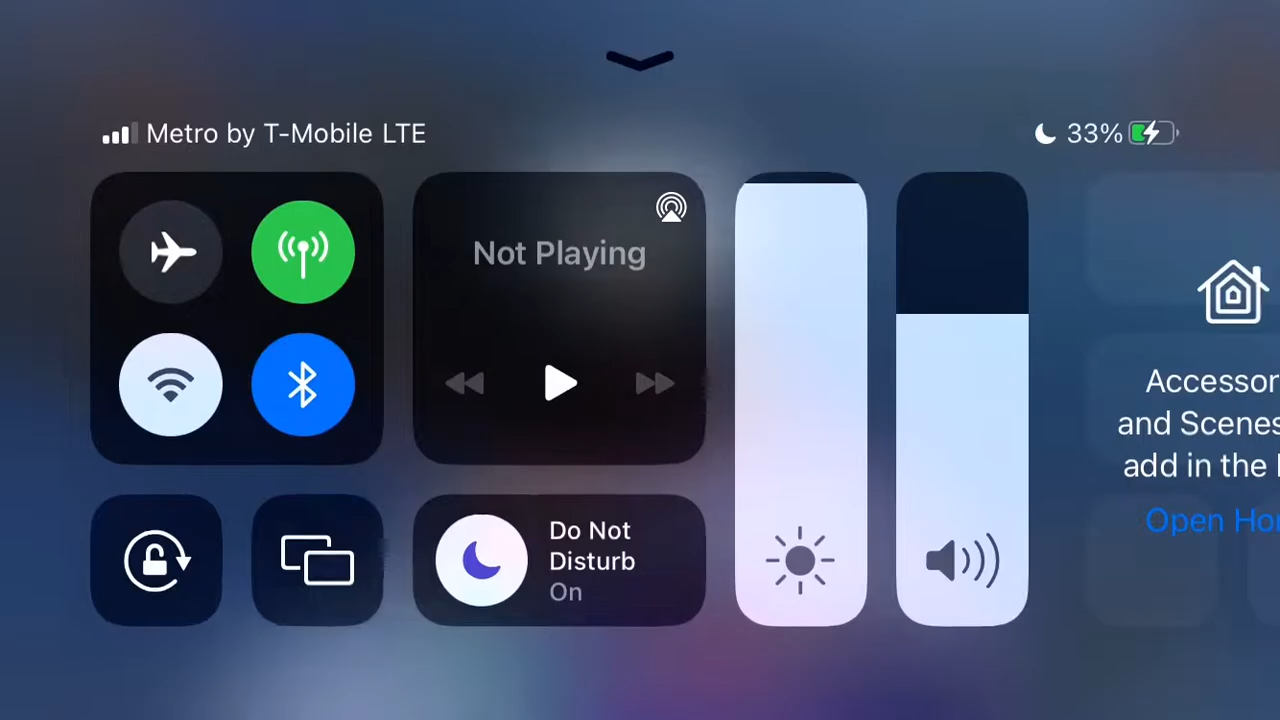 Metro by T-Mobile LTE
33%
Not Playing
Do Not
Disturb
On
Accessor
and Scenes
add in the
Open Ho